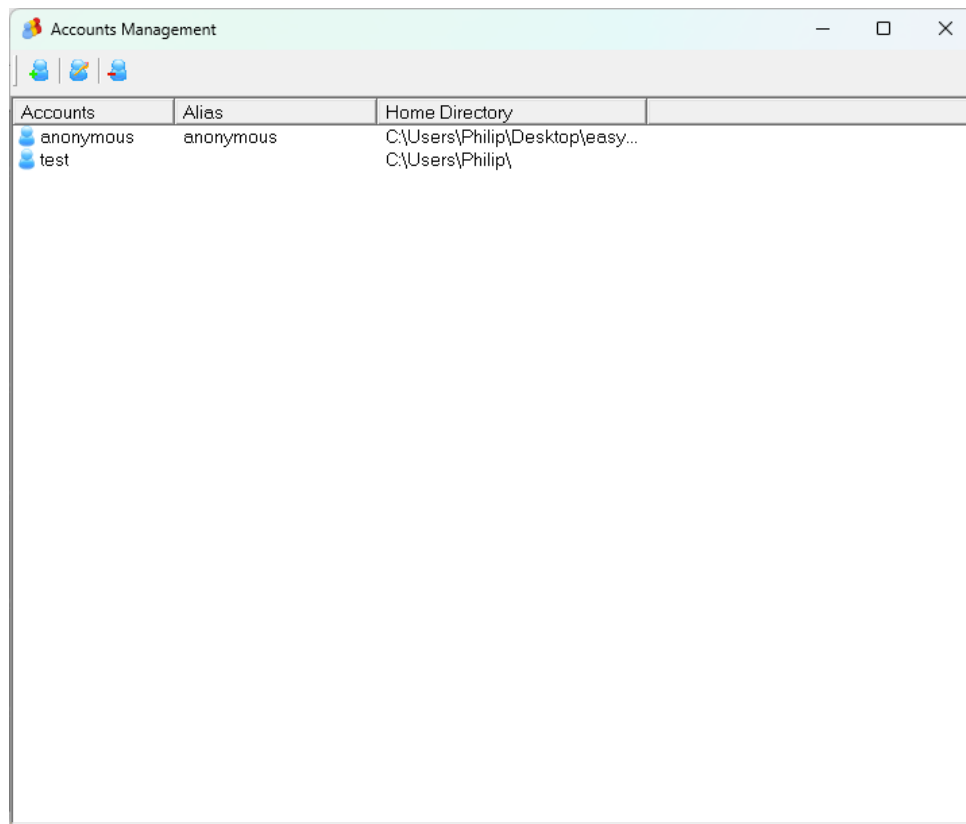 Accounts Management
Accounts Alias Home Directory
anonymous anonymous C:\Users\Philip\Desktop\easy...
test C:\Users\Philip\